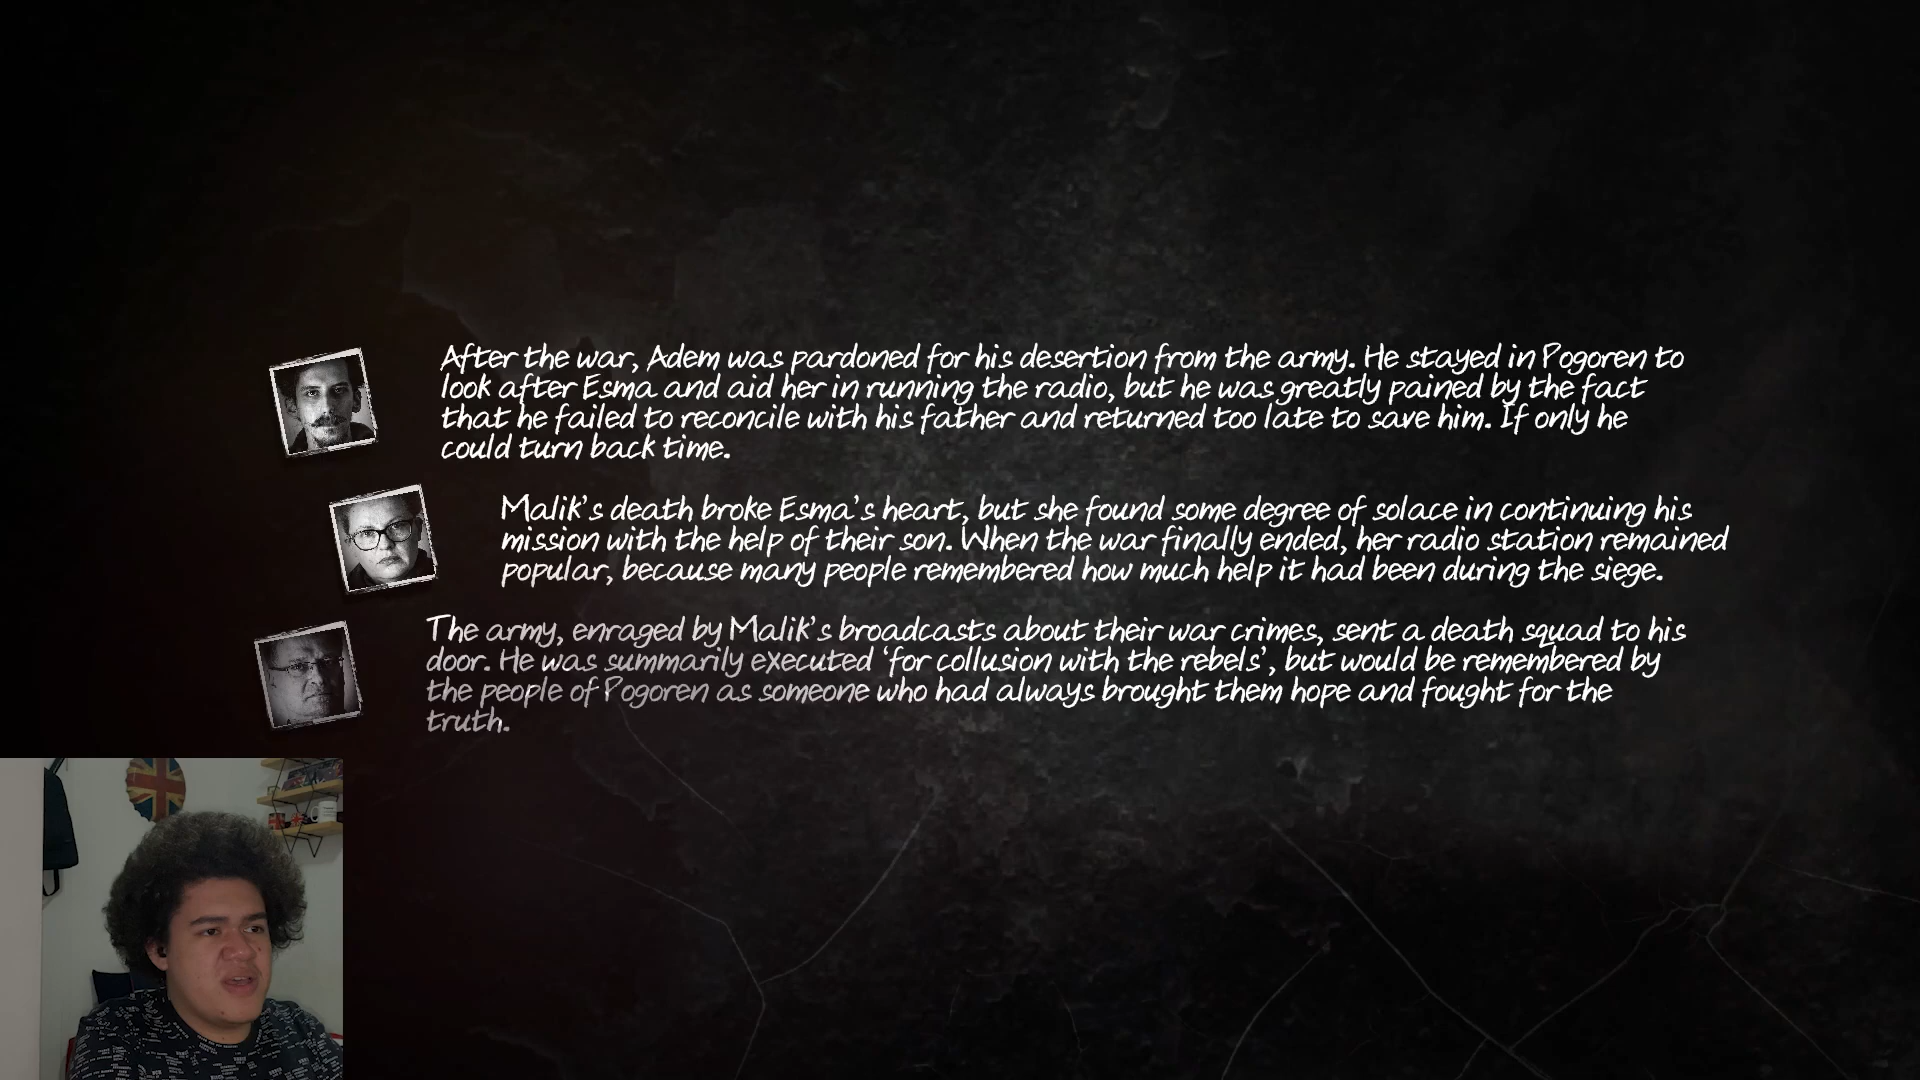 After the war, Adem was pardoned for his desertion from the army. He stayed in Pogoren to
look after Esma and aid her in running the radio, but he was greatly pained by the fact
that he failed to reconcile with his father and returned too late to save him. If only he
could turn back time.
Malik's death broke Esma's heart, but she found some degree of solace in continuing his
mission with the help of their son. When the war finally ended, her radio station remained
popular, because many people remembered how much help it had been during the siege.
The army, enraged by Malik's broadcasts about their war crimes, sent a death squad to his
door. He was summarily executed ‘for collusion with the rebels’, but would be remembered by
the people of Pogoren as someone who had always brought them hope and fought for the
truth.